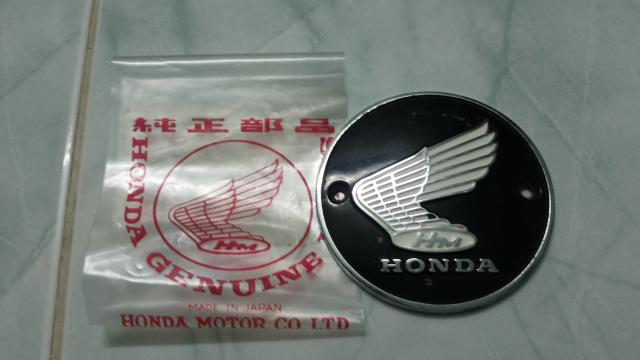 純正部品
HONDA GENUINE
HM
MADE IN JAPAN
HONDA MOTOR CO LTD
HM
HONDA